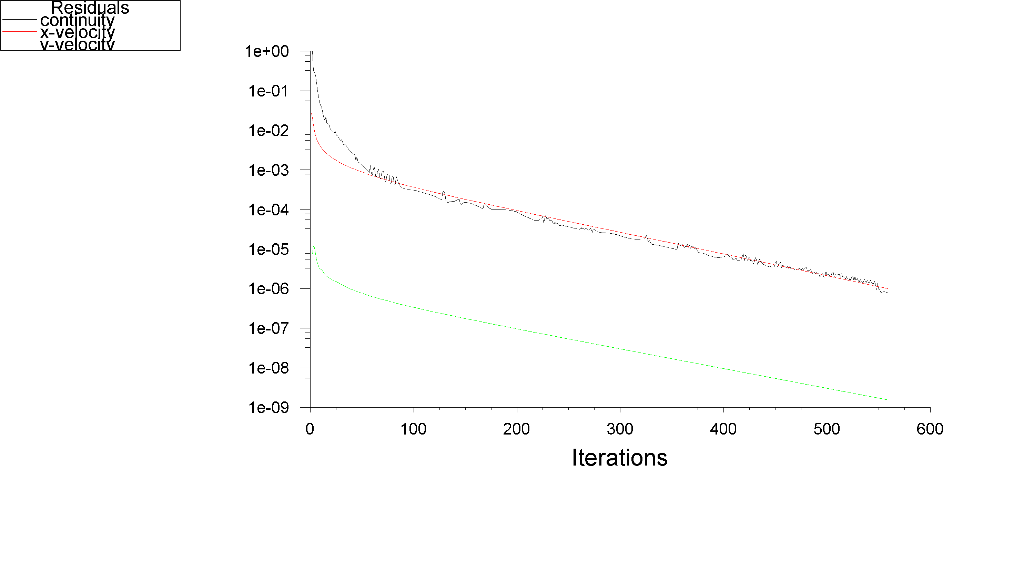 Residuals
continuity
x-velocity
y-velocity
1e+00
1e-01
1e-02
1e-03
1e-04
1e-05
1e-06
1e-07
1e-08
1e-09
0 100 200 300 400 500 600
Iterations